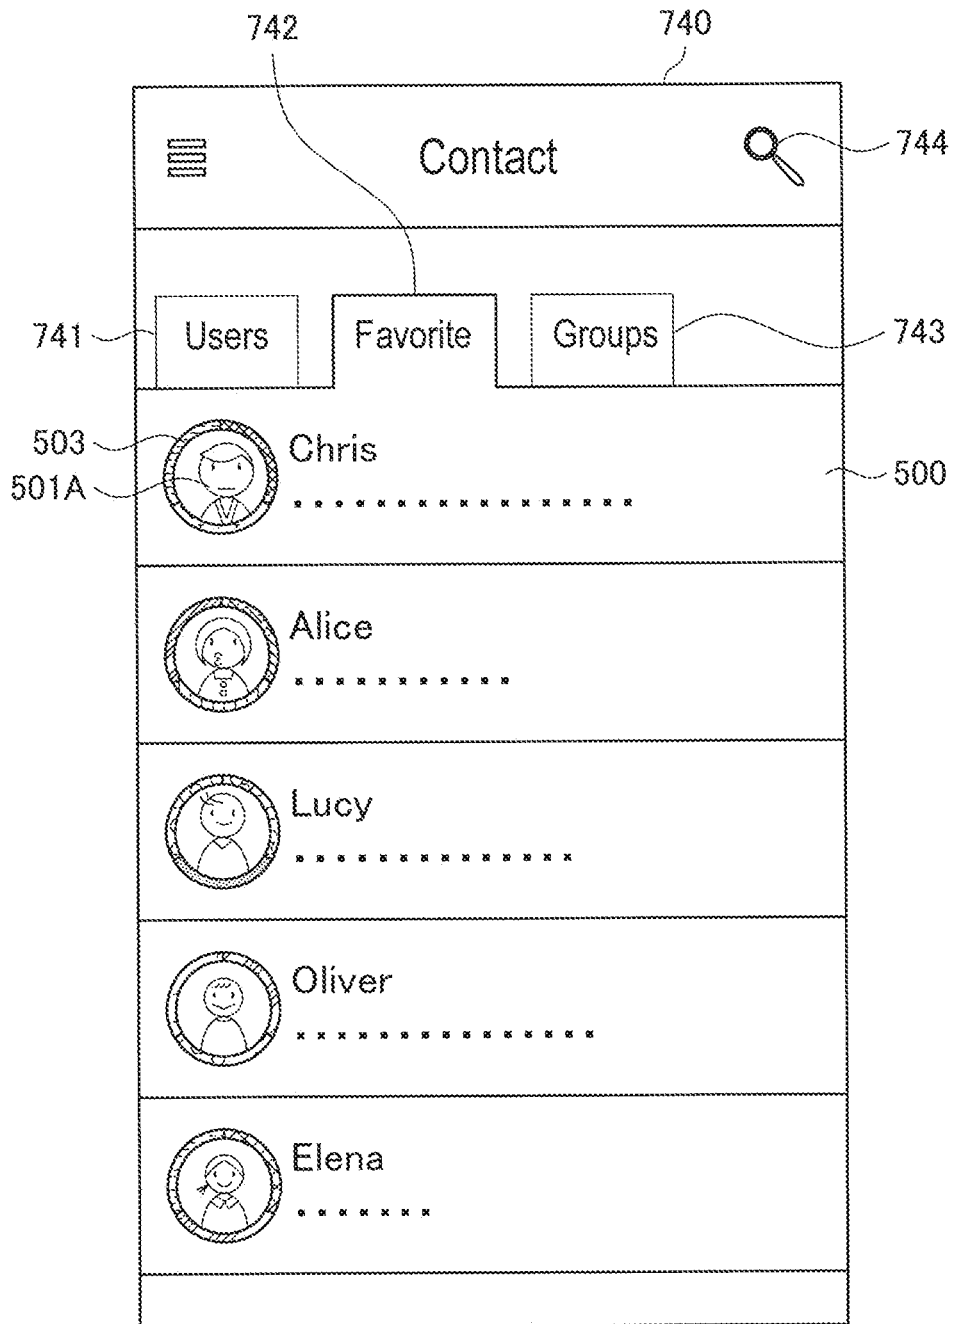 742
740
Contact
744
741
Users
Favorite
Groups
743
503
Chris
500
501A
Alice
Lucy
Oliver
Elena